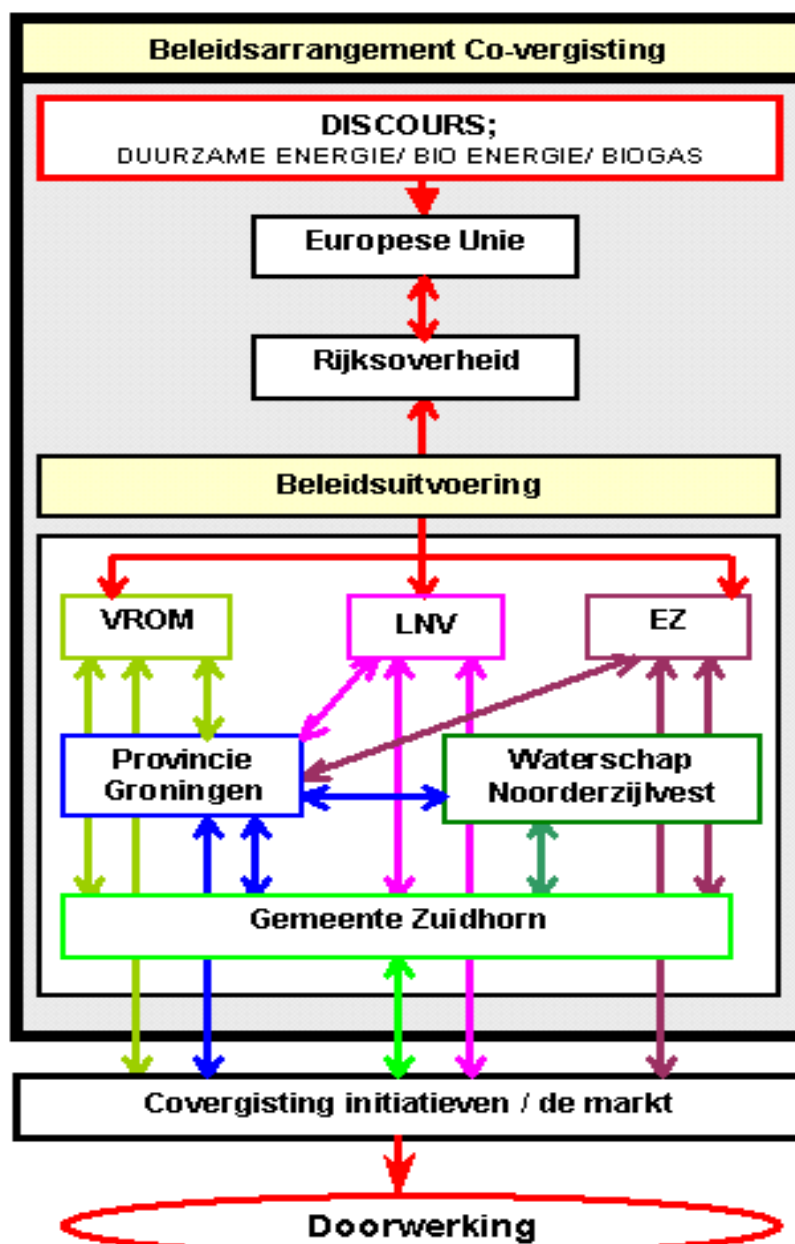 Beleidsarrangement Co-vergisting
DISCOURS;
DUURZAME ENERGIE/ BIO ENERGIE/ BIOGAS
Europese Unie
Rijksoverheid
Beleidsuitvoering
VROM
LNV
EZ
Provincie
Groningen
Waterschap
Noorderzijlvest
Gemeente Zuidhorn
Covergisting initiatieven / de markt
Doorwerking